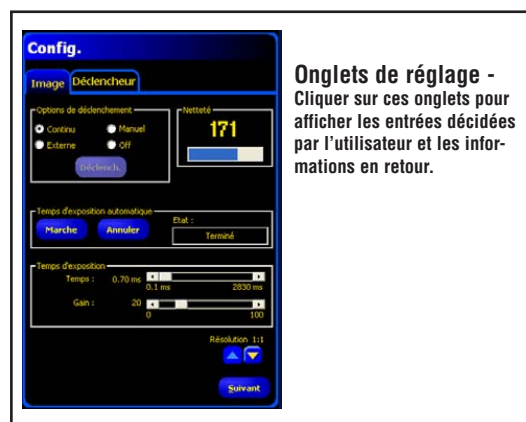 Config.
Image Déclencheur
Options de déclenchement
Continu Manuel
Externe Off
Déclench.
Netteté
171
Temps d'exposition automatique
Marche Annuler
Etat :
Terminé
Temps d'exposition
Temps : 0.70 ms
0.1 ms 2830 ms
Gain : 20
0 100
Résolution 1:1
Suivant
Onglets de réglage -
Cliquer sur ces onglets pour
afficher les entrées décidées
par l'utilisateur et les infor-
mations en retour.